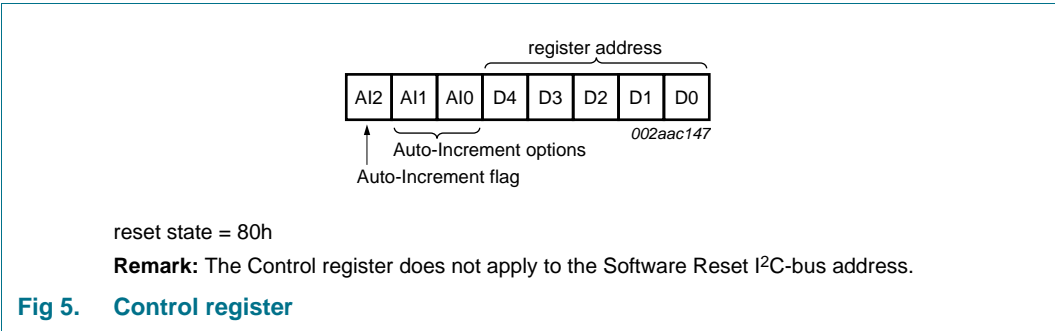 register address
AI2 AI1 AI0 D4 D3 D2 D1 D0
002aac147
Auto-Increment options
Auto-Increment flag
reset state = 80h
Remark: The Control register does not apply to the Software Reset I²C-bus address.
Fig 5. Control register